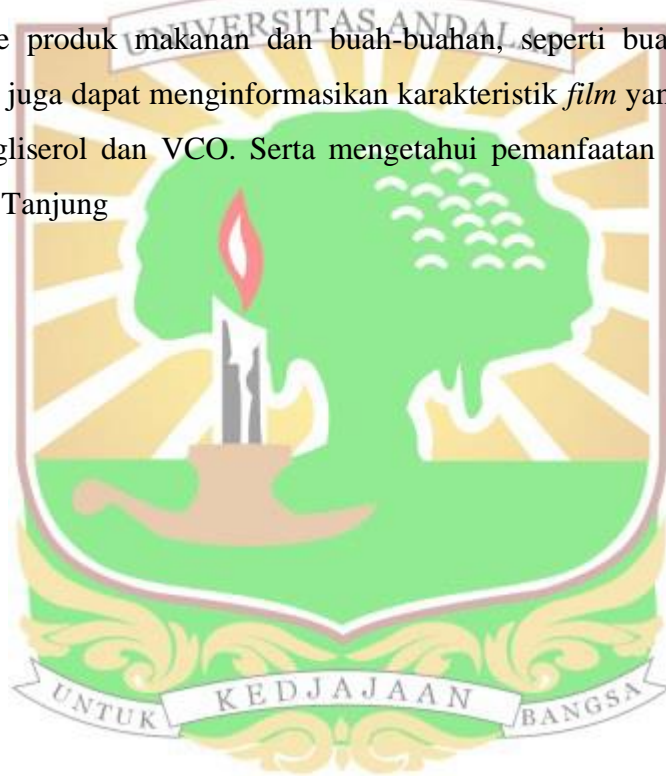 UNIVERSITAS ANDALAS
e produk makanan dan buah-buahan, seperti bua
juga dapat menginformasikan karakteristik film yan
gliserol dan VCO. Serta mengetahui pemanfaatan
Tanjung
UNTUK KEDJAJAAN BANGSA